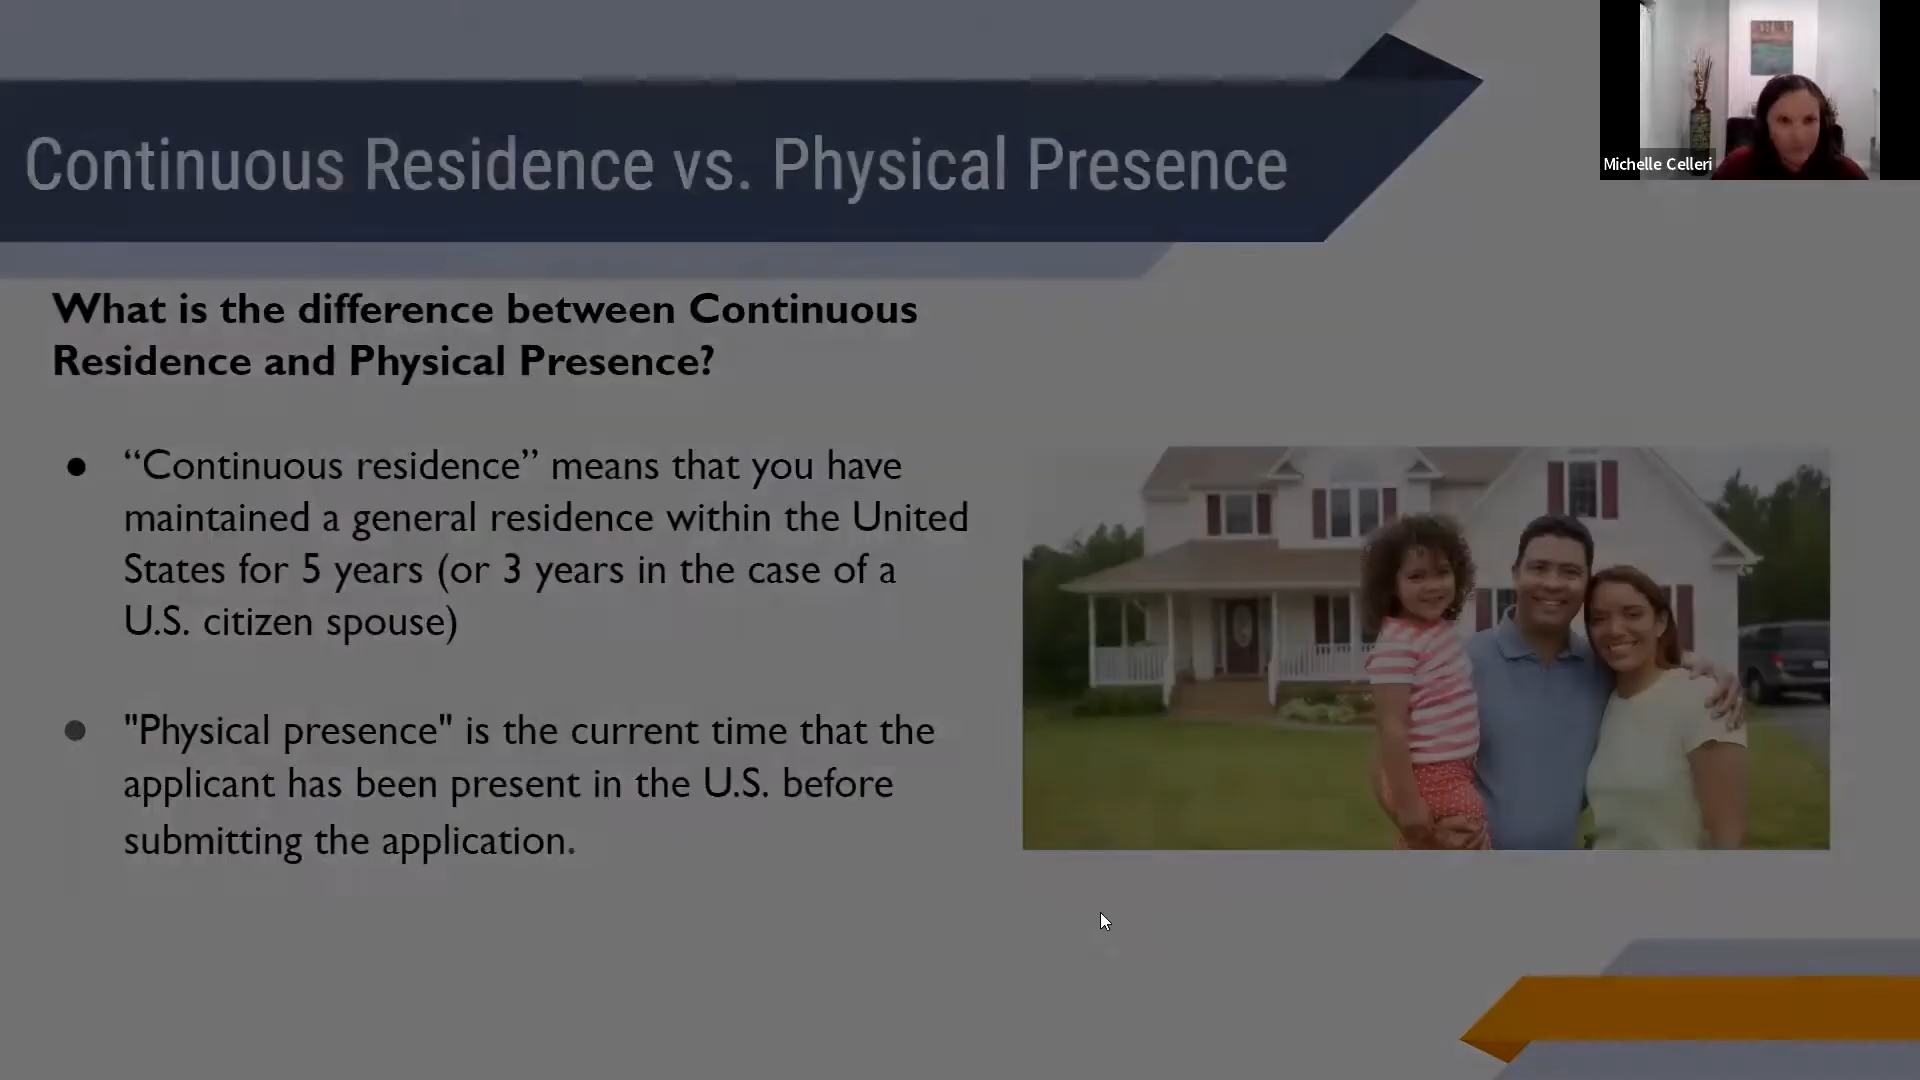 Continuous Residence vs. Physical Presence
Michelle Celleri
What is the difference between Continuous
Residence and Physical Presence?
● “Continuous residence” means that you have
maintained a general residence within the United
States for 5 years (or 3 years in the case of a
U.S. citizen spouse)
● "Physical presence" is the current time that the
applicant has been present in the U.S. before
submitting the application.